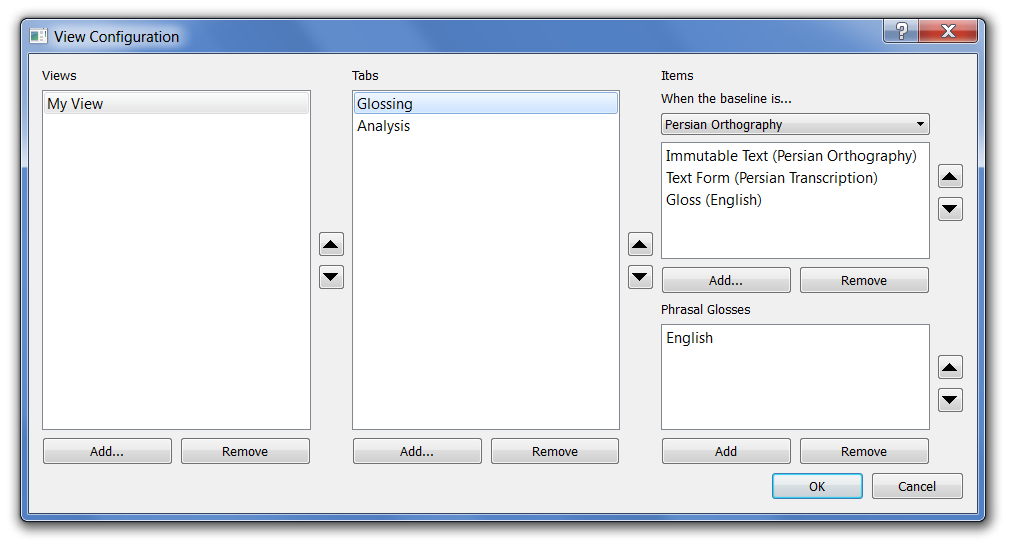 View Configuration
?
Views
Tabs
Items
When the baseline is...
Persian Orthography
My View
Glossing
Analysis
Immutable Text (Persian Orthography)
Text Form (Persian Transcription)
Gloss (English)
Add...
Remove
Phrasal Glosses
English
Add...
Remove
Add...
Remove
Add
Remove
OK
Cancel